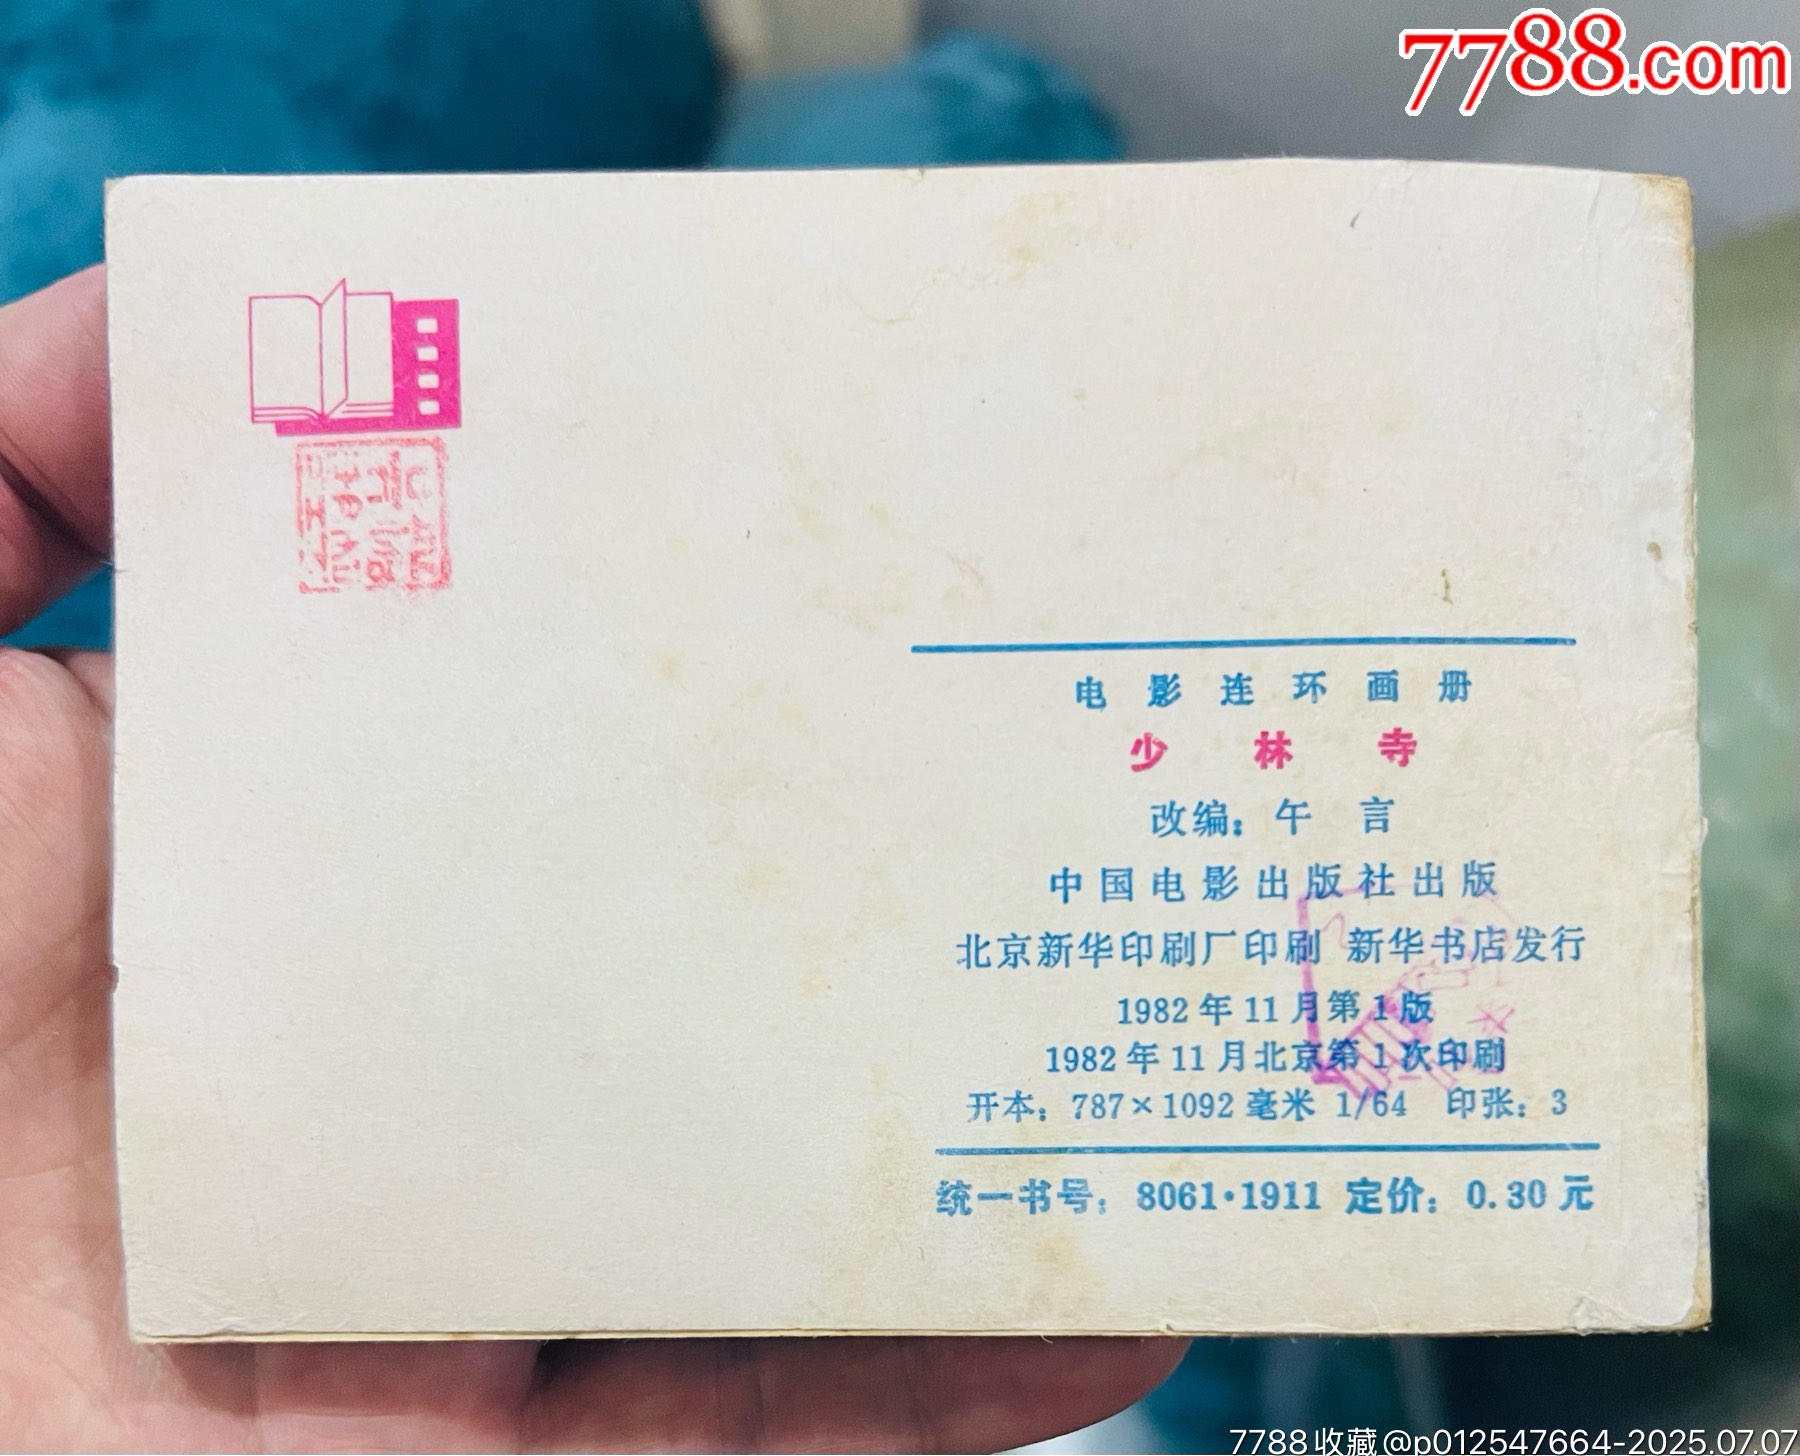 7788.com
电影连环画册
少林寺
改编：午言
中国电影出版社出版
北京新华印刷厂印刷 新华书店发行
1982年11月第1版
1982年11月北京第1次印刷
开本：787×1092毫米 1/64 印张：3
统一书号：8061·1911 定价：0.30元
7788收藏@p012547664-2025.07.07